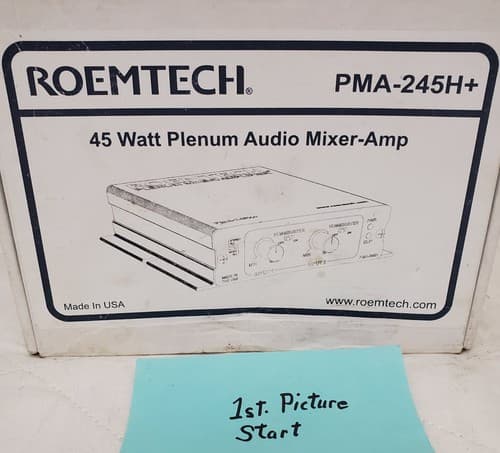 ROEMTECH®
PMA-245H+
45 Watt Plenum Audio Mixer-Amp
Made In USA
www.roemtech.com
1st. Picture
Start